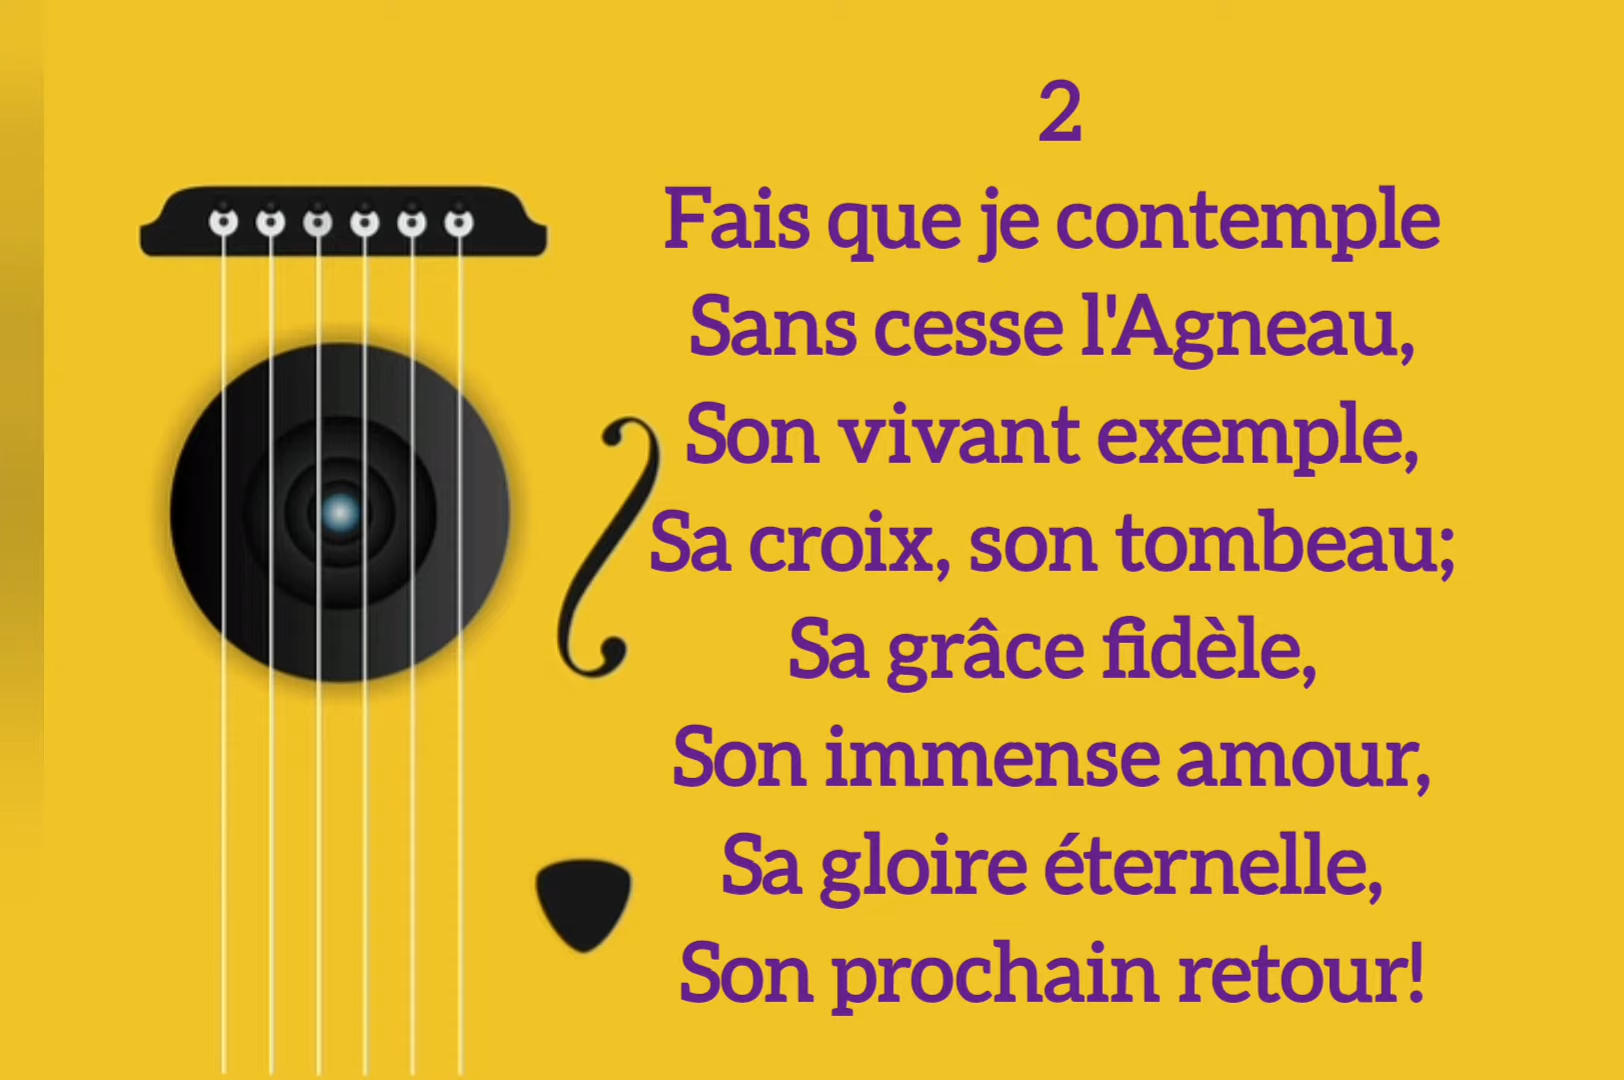 2
Fais que je contemple
Sans cesse l'Agneau,
Son vivant exemple,
Sa croix, son tombeau;
Sa grâce fidèle,
Son immense amour,
Sa gloire éternelle,
Son prochain retour!